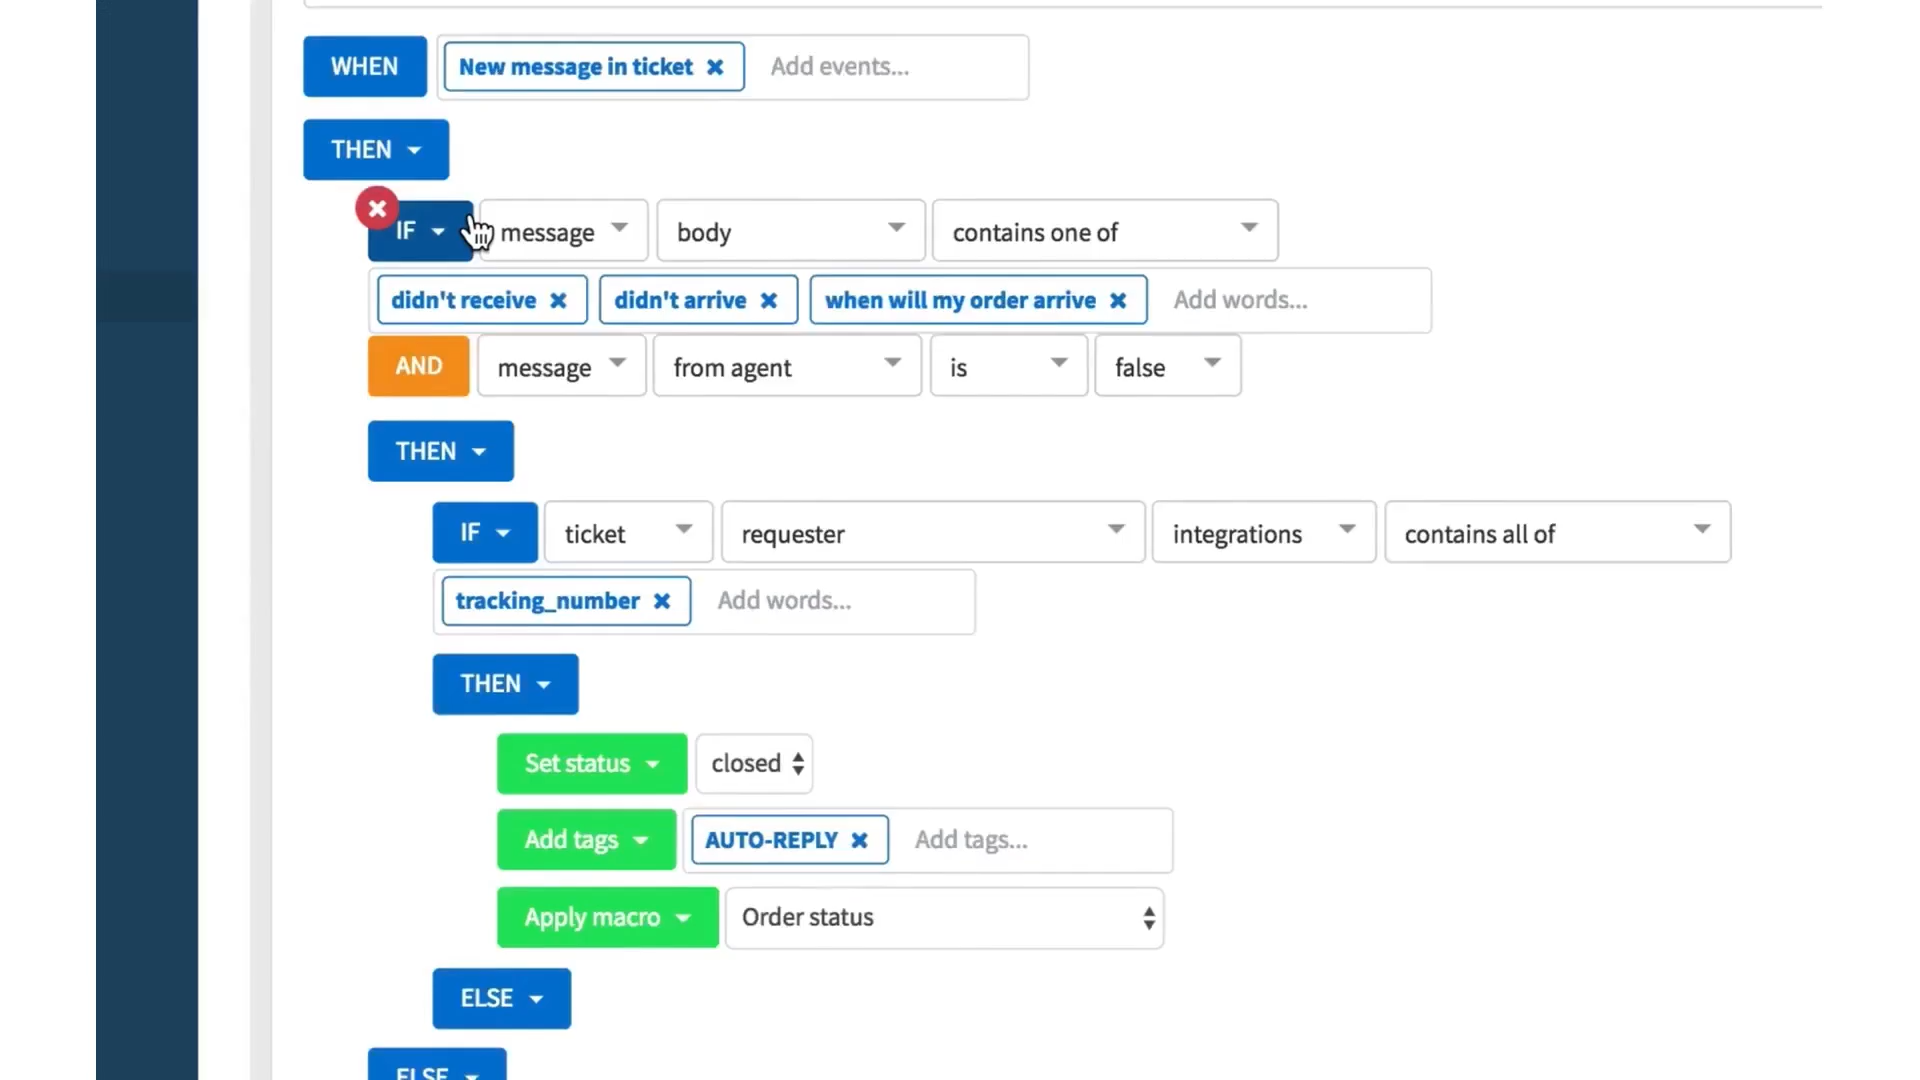 WHEN New message in ticket Add events...
THEN
IF message body contains one of
didn't receive didn't arrive when will my order arrive Add words...
AND message from agent is false
THEN
IF ticket requester integrations contains all of
tracking_number Add words...
THEN
Set status closed
Add tags AUTO-REPLY Add tags...
Apply macro Order status
ELSE
ELSE